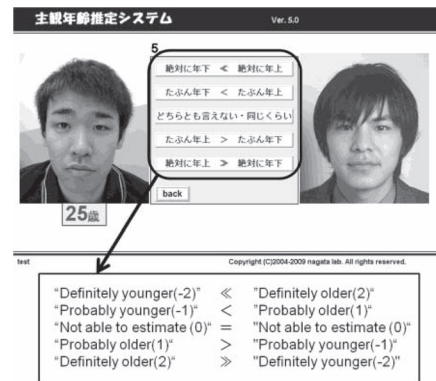 主観年齢推定システム Ver. 5.0
5
絶対に年下 ≪ 絶対に年上
たぶん年下 < たぶん年上
どちらとも言えない・同じくらい
たぶん年上 > たぶん年下
絶対に年上 ≫ 絶対に年下
back
25歳
test Copyright (C)2004-2009 nagata lab. All rights reserved.
"Definitely younger(-2)" ≪ "Definitely older(2)"
"Probably younger(-1)" < "Probably older(1)"
"Not able to estimate (0)" = "Not able to estimate (0)"
"Probably older(1)" > "Probably younger(-1)"
"Definitely older(2)" ≫ "Definitely younger(-2)"